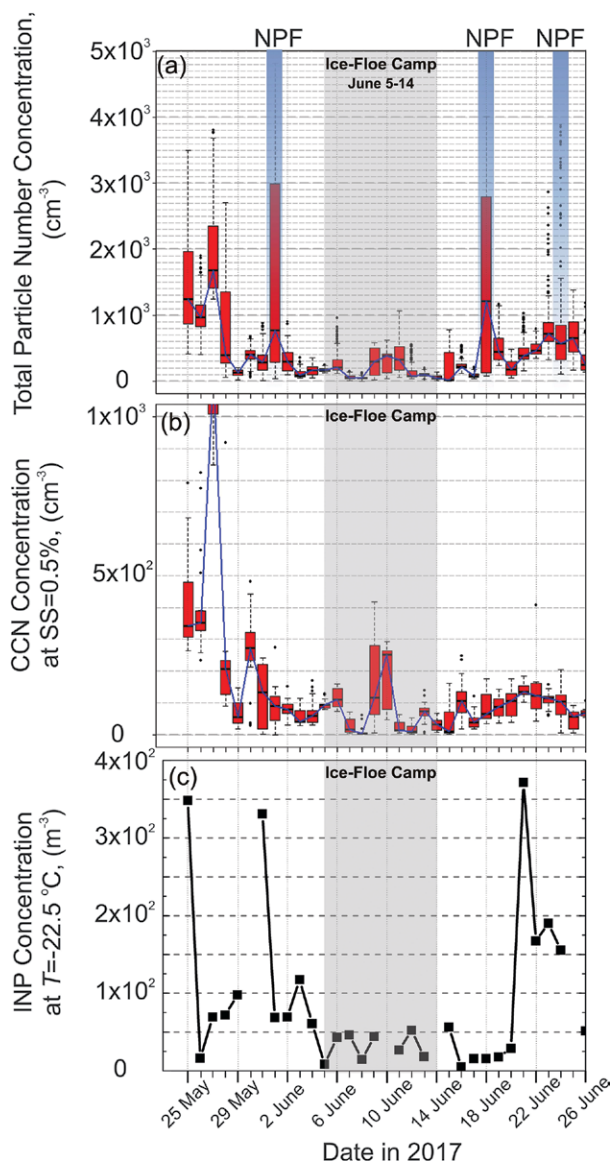 NPF NPF NPF
(a) Ice-Floe Camp
June 5-14
Total Particle Number Concentration,
(cm⁻³)
5x10³
4x10³
3x10³
2x10³
1x10³
0
(b) Ice-Floe Camp
CCN Concentration
at SS=0.5%, (cm⁻³)
1x10³
5x10²
0
(c) Ice-Floe Camp
INP Concentration
at T=-22.5 °C, (m⁻³)
4x10²
3x10²
2x10²
1x10²
0
25 May 29 May 2 June 6 June 10 June 14 June 18 June 22 June 26 June
Date in 2017